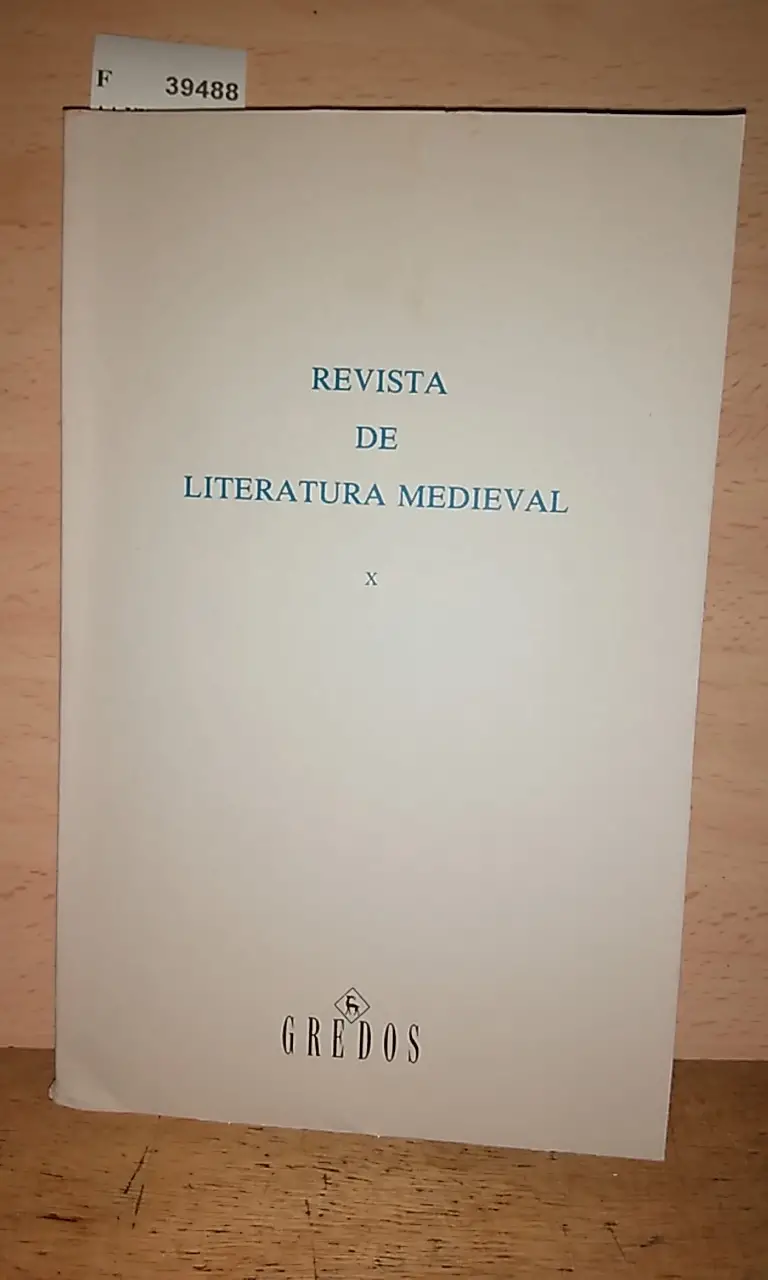 F 39488
REVISTA
DE
LITERATURA MEDIEVAL
X
GREDOS